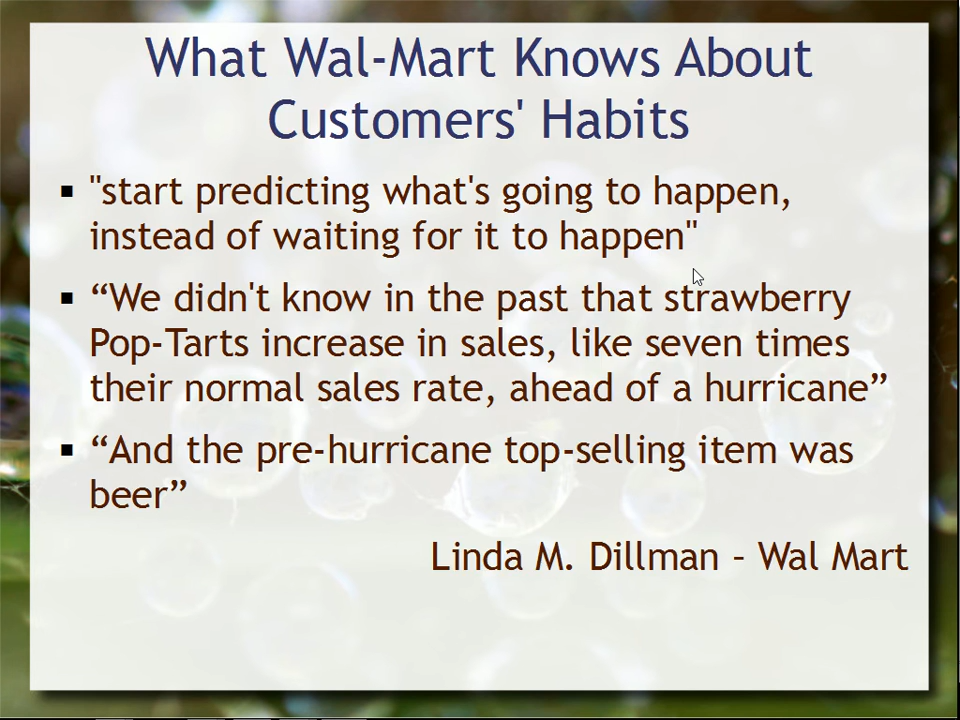 What Wal-Mart Knows About
Customers' Habits
▪ "start predicting what's going to happen,
instead of waiting for it to happen"
▪ “We didn't know in the past that strawberry
Pop-Tarts increase in sales, like seven times
their normal sales rate, ahead of a hurricane”
▪ “And the pre-hurricane top-selling item was
beer”
Linda M. Dillman – Wal Mart